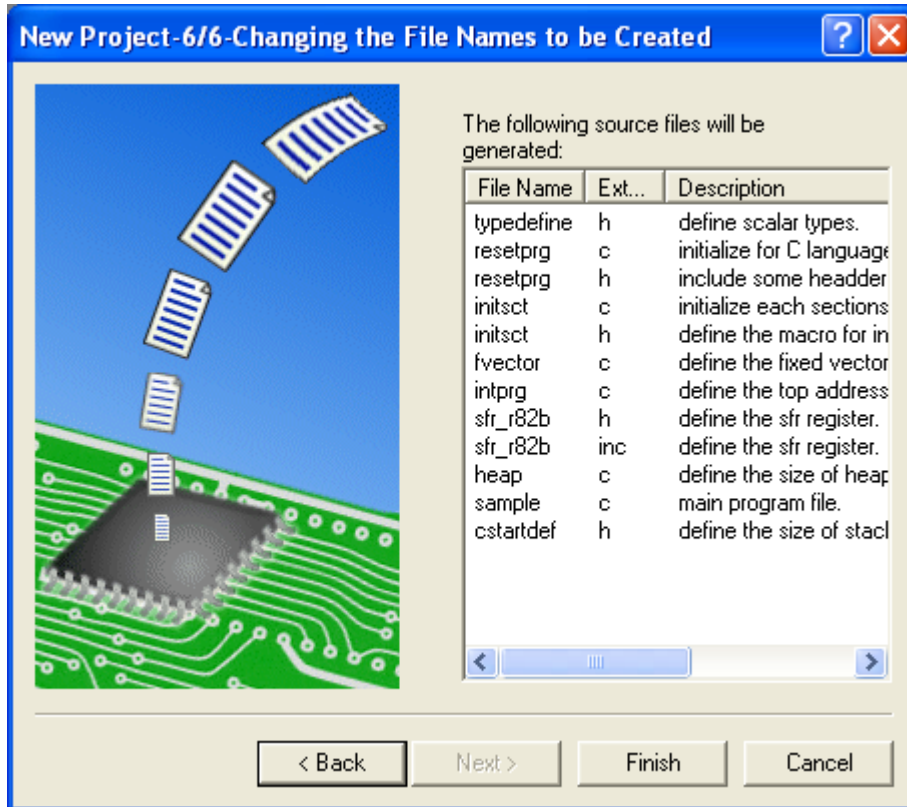 New Project-6/6-Changing the File Names to be Created
The following source files will be
generated:
File Name Ext... Description
typedefine h define scalar types.
resetprg c initialize for C language
resetprg h include some headder
initsct c initialize each sections
initsct h define the macro for in
fvector c define the fixed vector
intprg c define the top address
sfr_r82b h define the sfr register.
sfr_r82b inc define the sfr register.
heap c define the size of heap
sample c main program file.
cstartdef h define the size of stacl
< Back Next > Finish Cancel